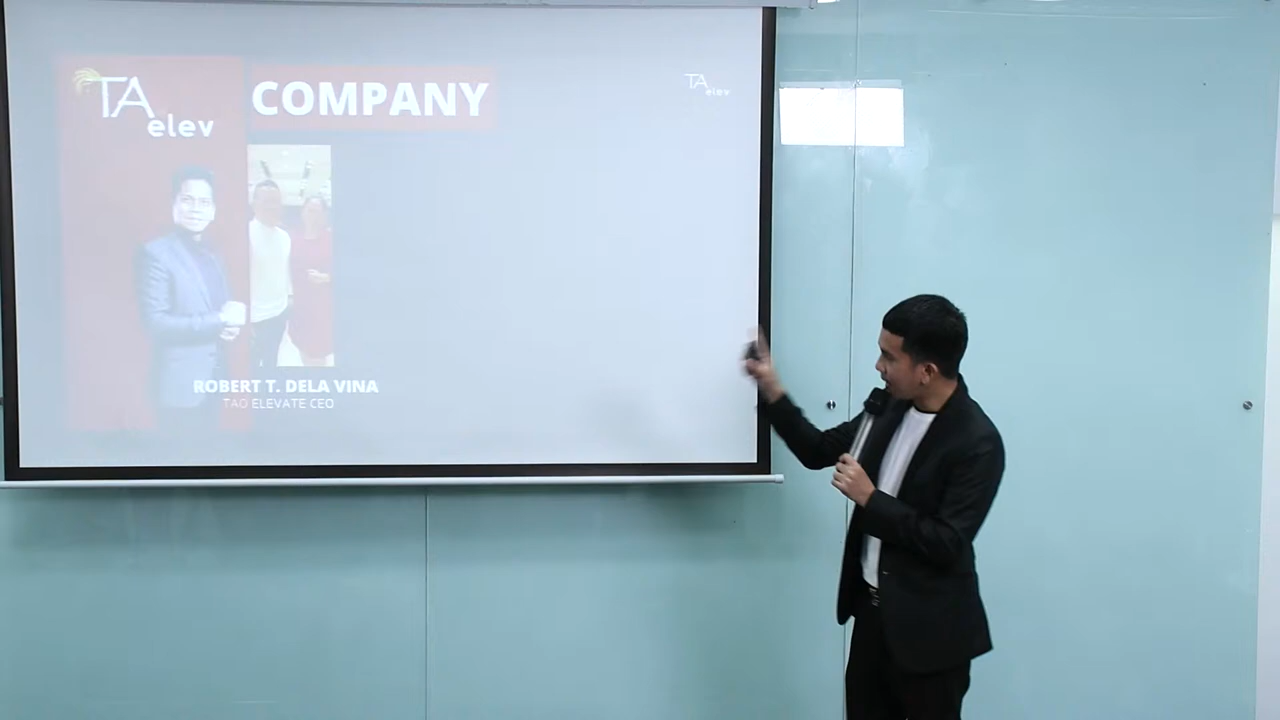 TA
elev
COMPANY
TA
elev
ROBERT T. DELA VINA
TAO ELEVATE CEO